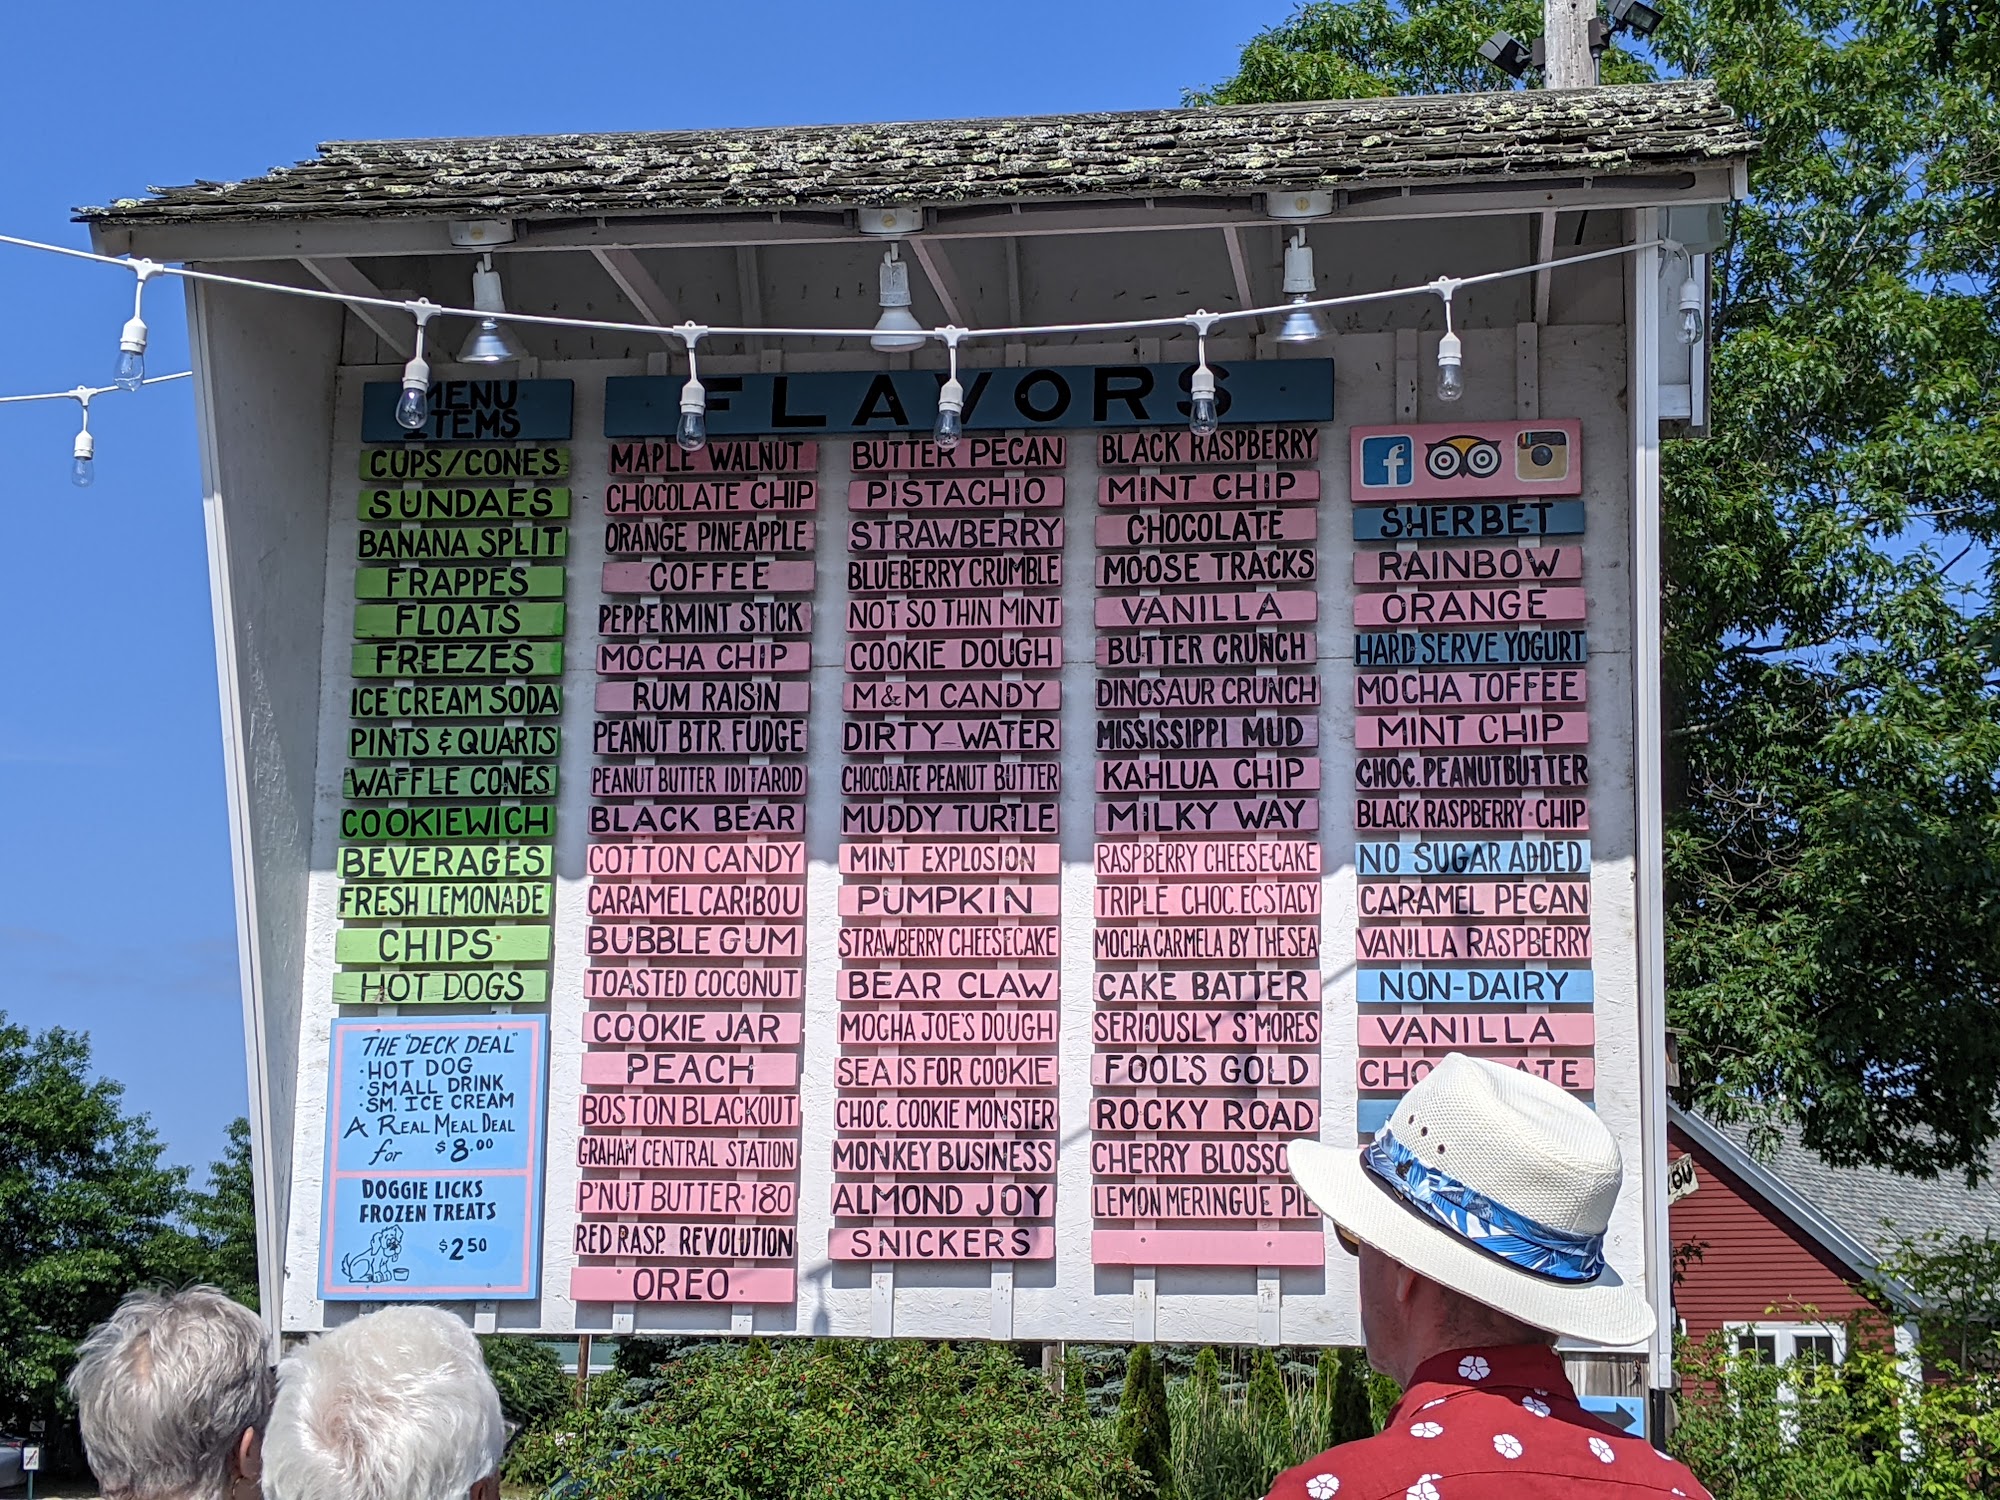 MENU
ITEMS
CUPS/CONES
SUNDAES
BANANA SPLIT
FRAPPES
FLOATS
FREEZES
ICE CREAM SODA
PINTS & QUARTS
WAFFLE CONES
COOKIEWICH
BEVERAGES
FRESH LEMONADE
CHIPS
HOT DOGS
THE "DECK DEAL"
·HOT DOG
·SMALL DRINK
·SM. ICE CREAM
A REAL MEAL DEAL
for $8.00
DOGGIE LICKS
FROZEN TREATS
$2.50
FLAVORS
MAPLE WALNUT
CHOCOLATE CHIP
ORANGE PINEAPPLE
COFFEE
PEPPERMINT STICK
MOCHA CHIP
RUM RAISIN
PEANUT BTR. FUDGE
PEANUT BUTTER IDITAROD
BLACK BEAR
COTTON CANDY
CARAMEL CARIBOU
BUBBLE GUM
TOASTED COCONUT
COOKIE JAR
PEACH
BOSTON BLACKOUT
GRAHAM CENTRAL STATION
P'NUT BUTTER·180
RED RASP. REVOLUTION
OREO
BUTTER PECAN
PISTACHIO
STRAWBERRY
BLUEBERRY CRUMBLE
NOT SO THIN MINT
COOKIE DOUGH
M&M CANDY
DIRTY WATER
CHOCOLATE PEANUT BUTTER
MUDDY TURTLE
MINT EXPLOSION
PUMPKIN
STRAWBERRY CHEESECAKE
BEAR CLAW
MOCHA JOE'S DOUGH
SEA IS FOR COOKIE
CHOC. COOKIE MONSTER
MONKEY BUSINESS
ALMOND JOY
SNICKERS
BLACK RASPBERRY
MINT CHIP
CHOCOLATE
MOOSE TRACKS
VANILLA
BUTTER CRUNCH
DINOSAUR CRUNCH
MISSISSIPPI MUD
KAHLUA CHIP
MILKY WAY
RASPBERRY CHEESECAKE
TRIPLE CHOC. ECSTACY
MOCHA CARMELA BY THE SEA
CAKE BATTER
SERIOUSLY S'MORES
FOOL'S GOLD
ROCKY ROAD
CHERRY BLOSSO
LEMON MERINGUE PIE
f
SHERBET
RAINBOW
ORANGE
HARD SERVE YOGURT
MOCHA TOFFEE
MINT CHIP
CHOC. PEANUT BUTTER
BLACK RASPBERRY·CHIP
NO SUGAR ADDED
CARAMEL PECAN
VANILLA RASPBERRY
NON-DAIRY
VANILLA
CHOCOLATE